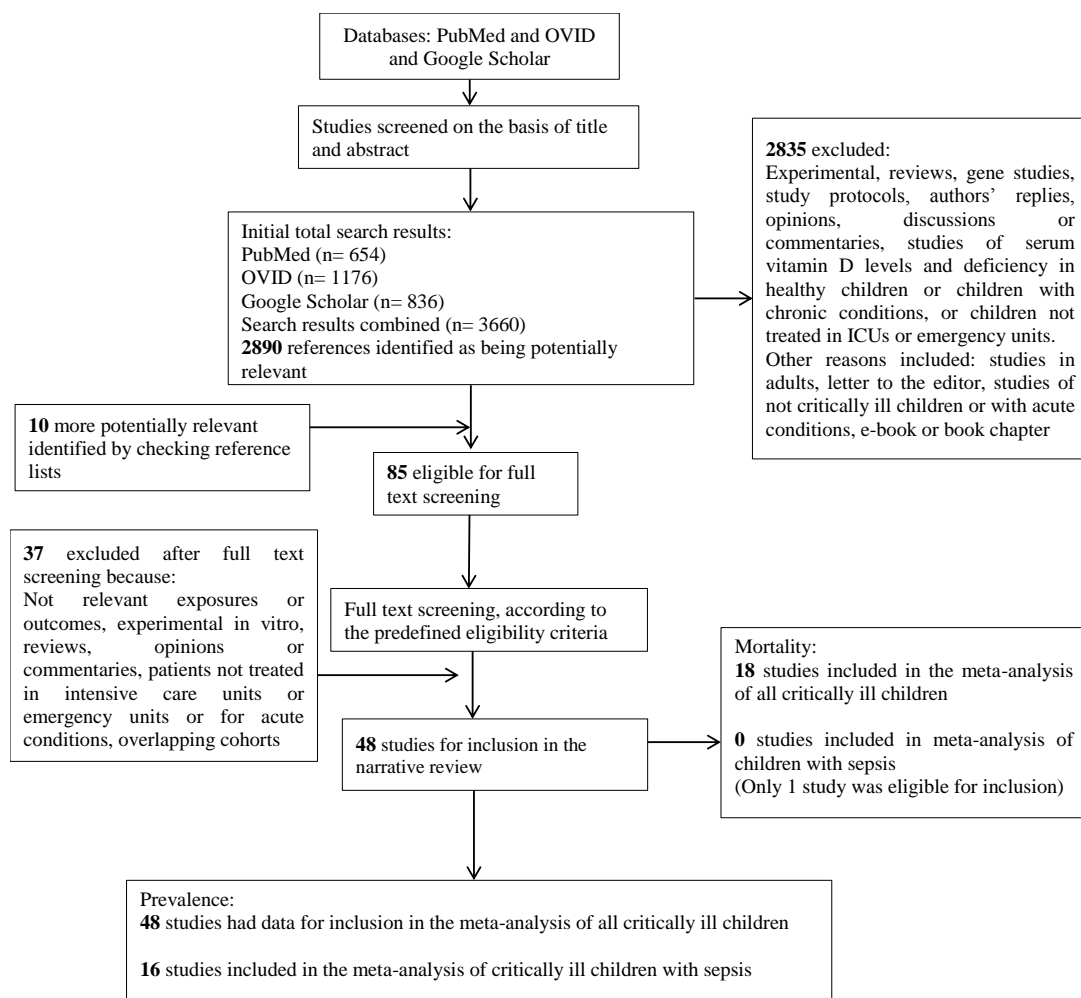 Databases: PubMed and OVID
and Google Scholar
Studies screened on the basis of title
and abstract
2835 excluded:
Experimental, reviews, gene studies,
study protocols, authors' replies,
opinions, discussions or
commentaries, studies of serum
vitamin D levels and deficiency in
healthy children or children with
chronic conditions, or children not
treated in ICUs or emergency units.
Other reasons included: studies in
adults, letter to the editor, studies of
not critically ill children or with acute
conditions, e-book or book chapter
Initial total search results:
PubMed (n= 654)
OVID (n= 1176)
Google Scholar (n= 836)
Search results combined (n= 3660)
2890 references identified as being potentially
relevant
10 more potentially relevant
identified by checking reference
lists
85 eligible for full
text screening
37 excluded after full text
screening because:
Not relevant exposures or
outcomes, experimental in vitro,
reviews, opinions or
commentaries, patients not treated
in intensive care units or
emergency units or for acute
conditions, overlapping cohorts
Full text screening, according to
the predefined eligibility criteria
Mortality:
18 studies included in the meta-analysis
of all critically ill children
0 studies included in meta-analysis of
children with sepsis
(Only 1 study was eligible for inclusion)
48 studies for inclusion in the
narrative review
Prevalence:
48 studies had data for inclusion in the meta-analysis of all critically ill children
16 studies included in the meta-analysis of critically ill children with sepsis